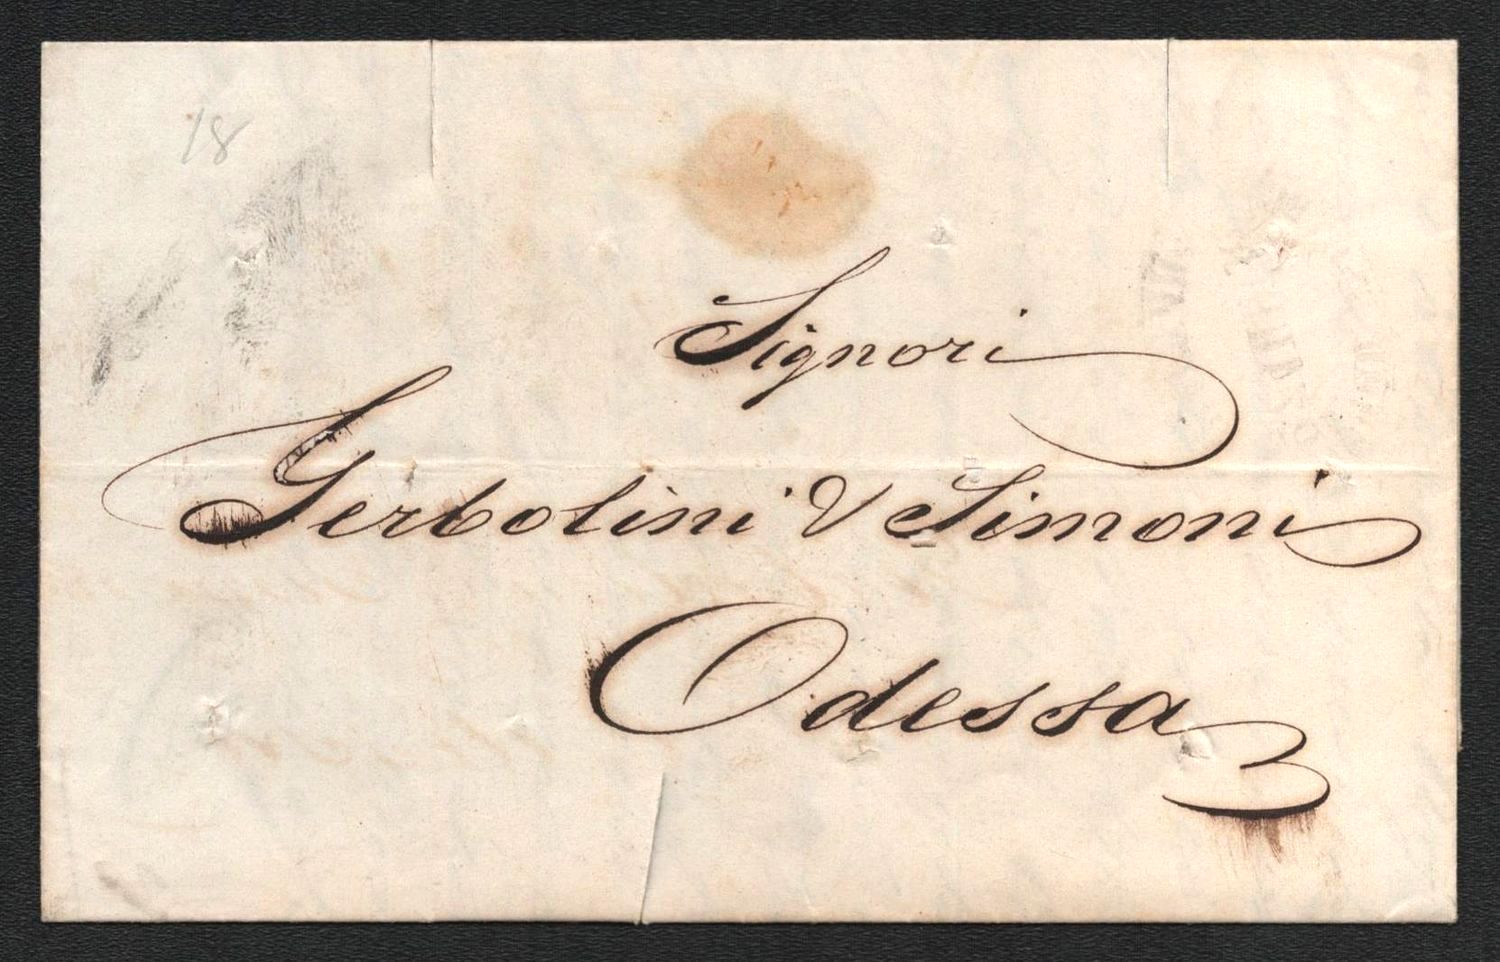 18
Signori
Gerbolini & Simoni
Odessa